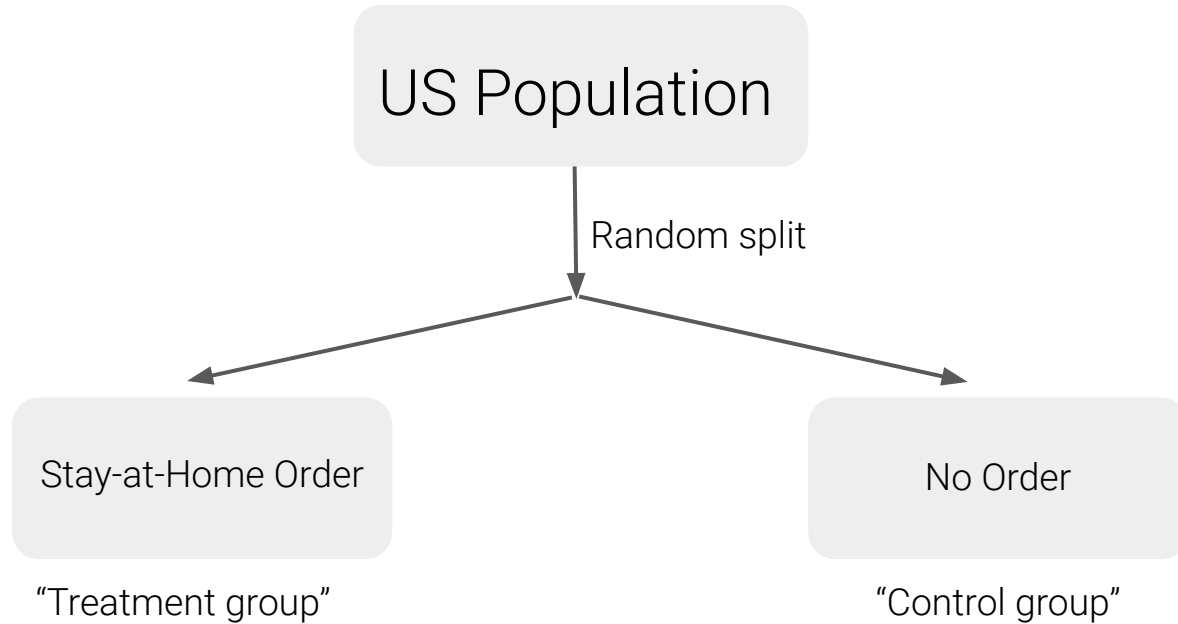 US Population
Random split
Stay-at-Home Order
No Order
“Treatment group”
“Control group”